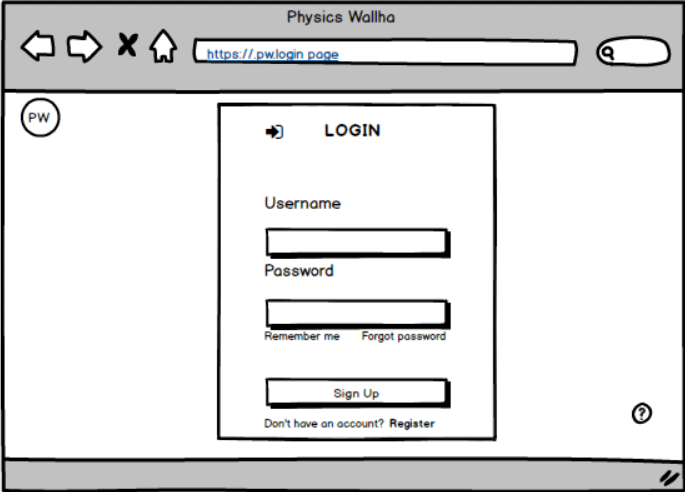 Physics Wallha
https://.pw.login page
PW
LOGIN
Username
Password
Remember me Forgot password
Sign Up
Don't have an account? Register
?